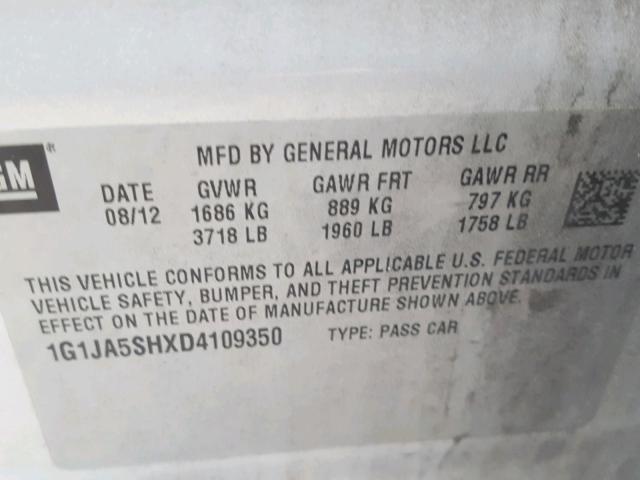 GM ®
MFD BY GENERAL MOTORS LLC
DATE GVWR GAWR FRT GAWR RR
08/12 1686 KG 889 KG 797 KG
3718 LB 1960 LB 1758 LB
THIS VEHICLE CONFORMS TO ALL APPLICABLE U.S. FEDERAL MOTOR
VEHICLE SAFETY, BUMPER, AND THEFT PREVENTION STANDARDS IN
EFFECT ON THE DATE OF MANUFACTURE SHOWN ABOVE.
1G1JA5SHXD4109350 TYPE: PASS CAR